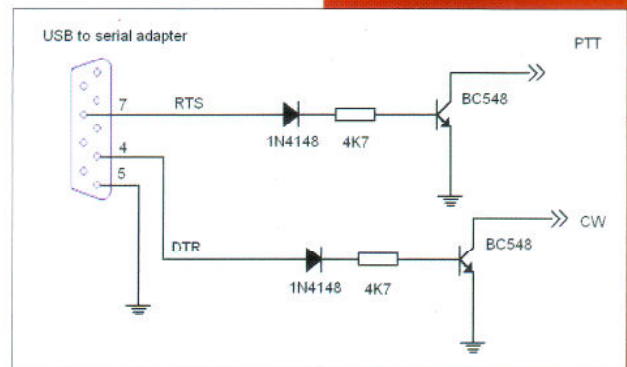 USB to serial adapter
PTT
7
RTS
BC548
1N4148
4K7
4
5
CW
DTR
BC548
1N4148
4K7